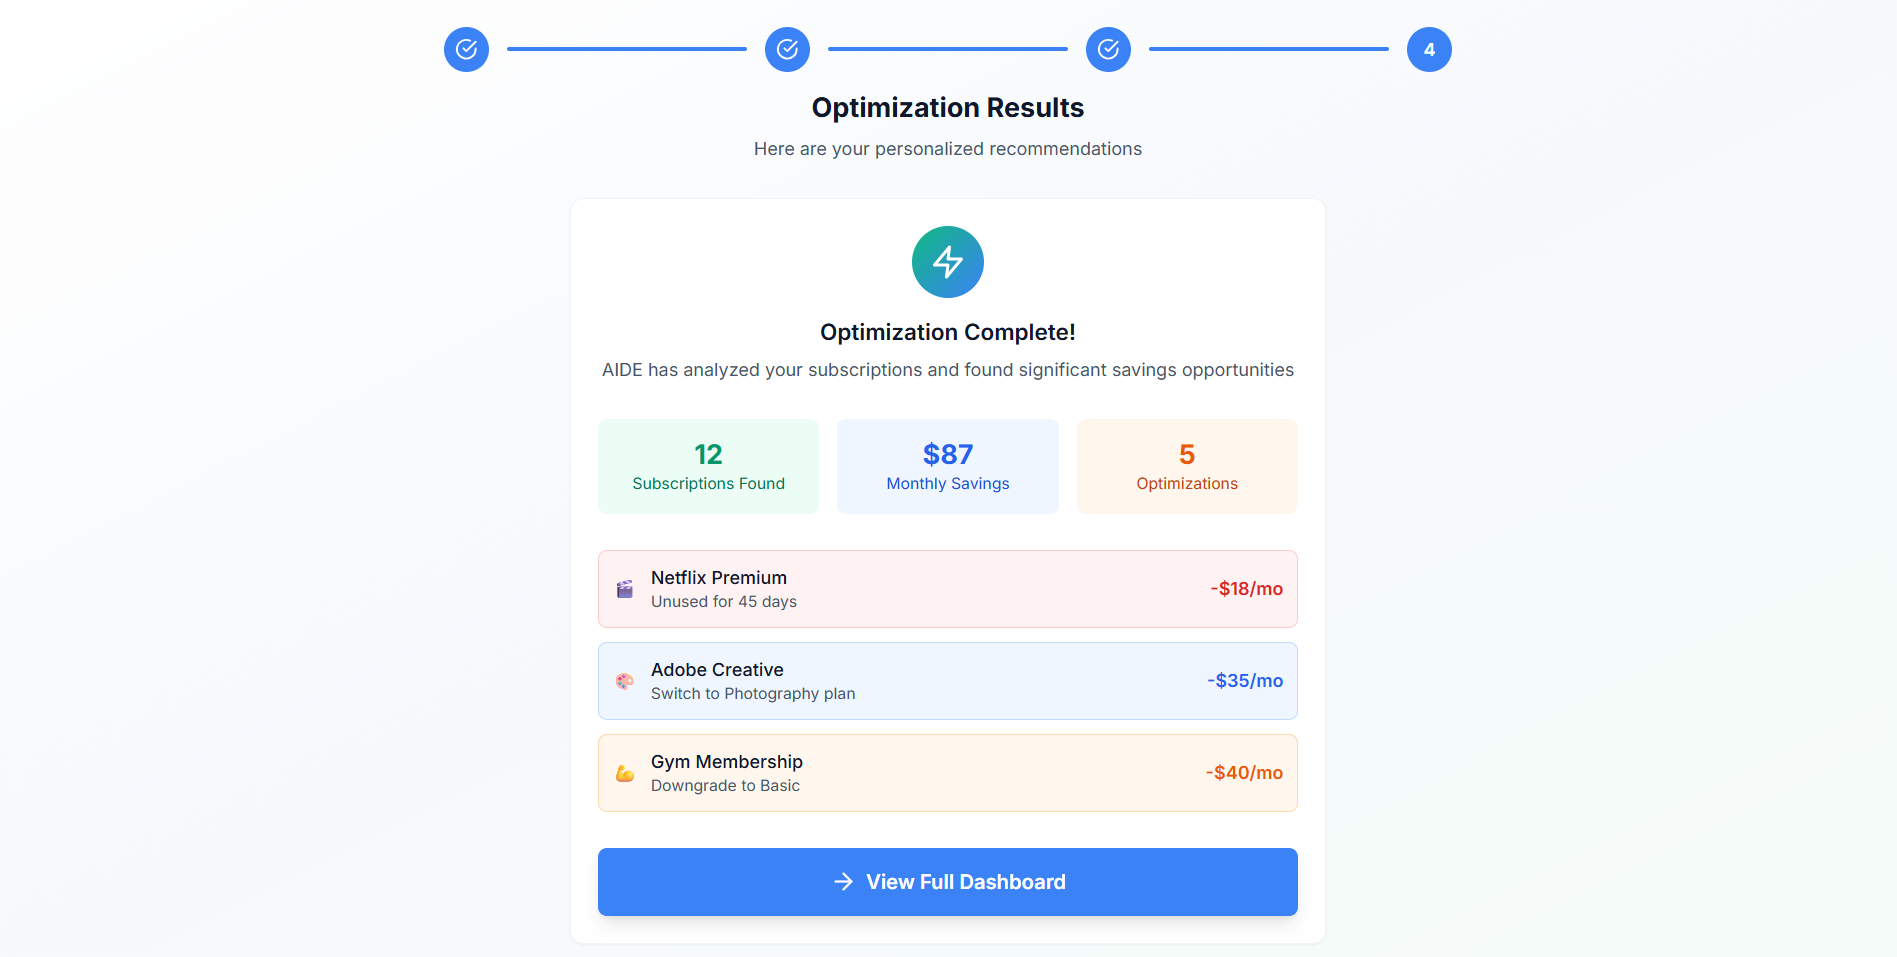 4
Optimization Results
Here are your personalized recommendations
Optimization Complete!
AIDE has analyzed your subscriptions and found significant savings opportunities
12
Subscriptions Found
$87
Monthly Savings
5
Optimizations
Netflix Premium
Unused for 45 days
-$18/mo
Adobe Creative
Switch to Photography plan
-$35/mo
Gym Membership
Downgrade to Basic
-$40/mo
View Full Dashboard